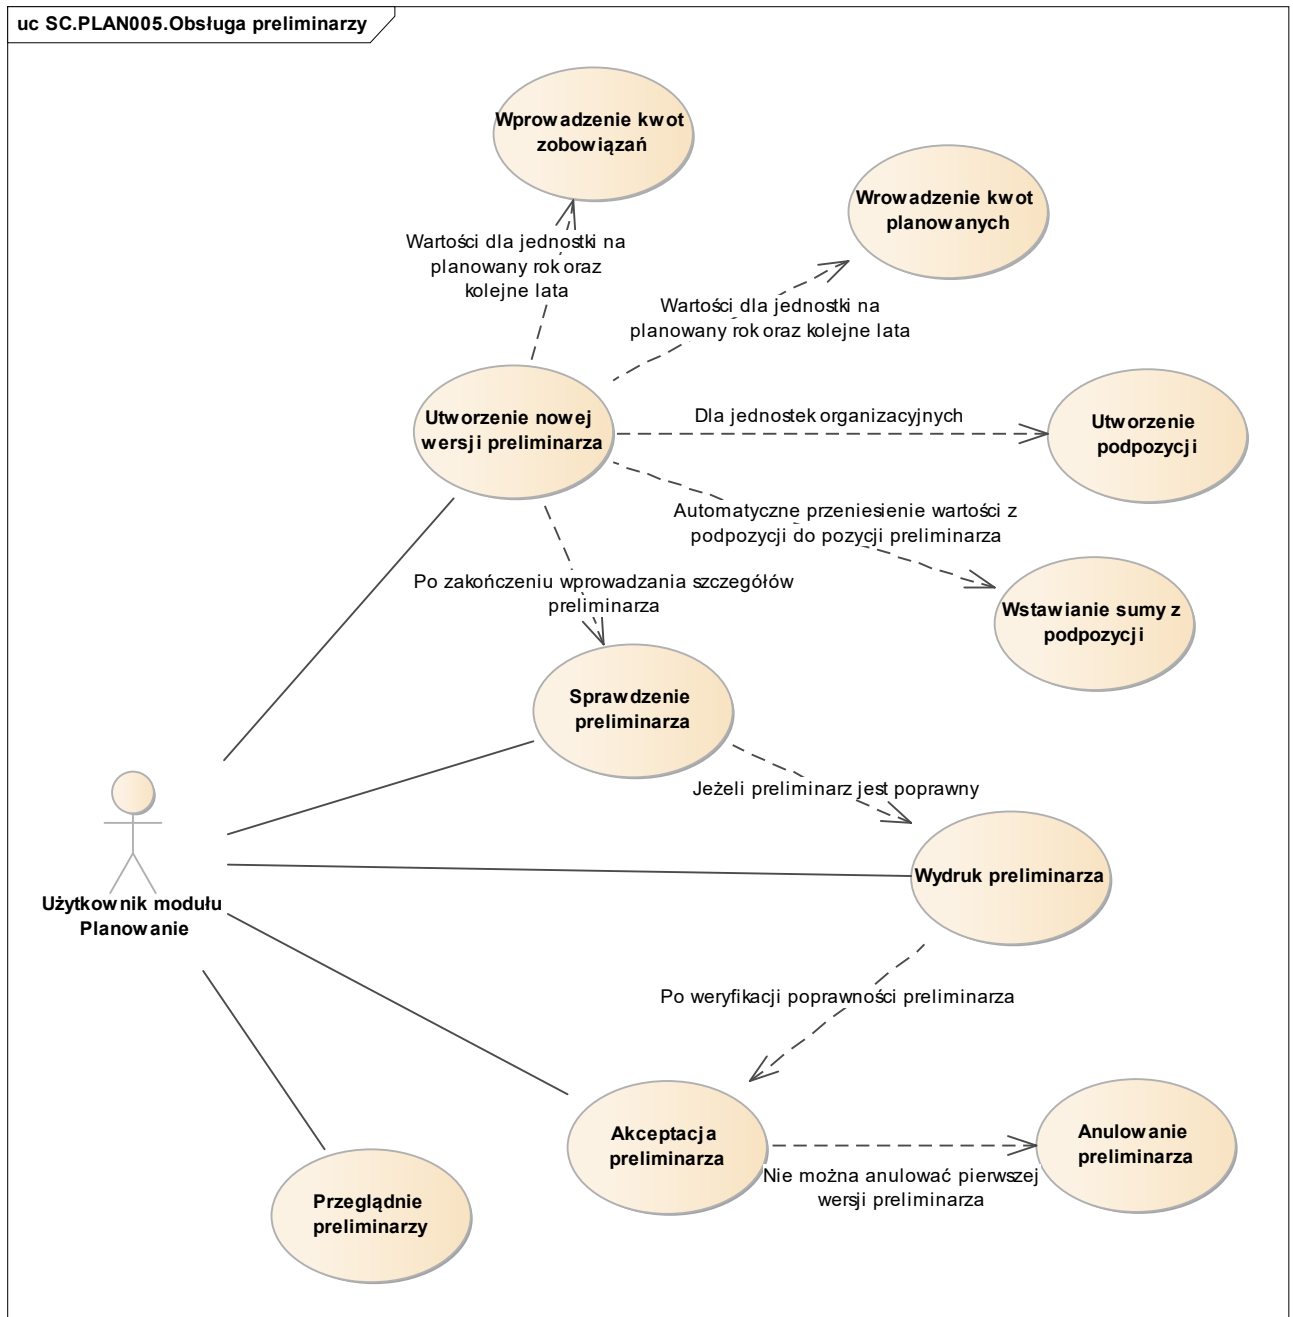 uc SC.PLAN005.Obsługa preliminarzy
Wprowadzenie kwot
zobowiązań
Wrowadzenie kwot
planowanych
Wartości dla jednostki na
planowany rok oraz
kolejne lata
Wartości dla jednostki na
planowany rok oraz kolejne lata
Utworzenie nowej
wersji preliminarza
Dla jednostek organizacyjnych
Utworzenie
podpozycji
Automatyczne przeniesienie wartości z
podpozycji do pozycji preliminarza
Po zakończeniu wprowadzania szczegółów
preliminarza
Wstawianie sumy z
podpozycji
Sprawdzenie
preliminarza
Jeżeli preliminarz jest poprawny
Wydruk preliminarza
Użytkownik modułu
Planowanie
Po weryfikacji poprawności preliminarza
Akceptacja
preliminarza
Nie można anulować pierwszej
wersji preliminarza
Anulowanie
preliminarza
Przeglądnie
preliminarzy